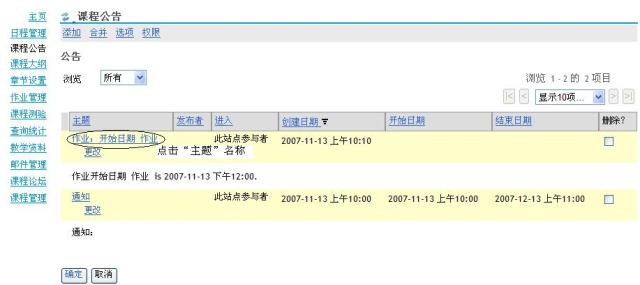 主页
日程管理
课程公告
课程大纲
章节设置
作业管理
课程测验
查询统计
教学资料
邮件管理
课程论坛
课程管理
课程公告
添加 合并 选项 权限
公告
浏览 所有
浏览 1 - 2 的 2 项目
|< < 显示10项... > >|
主题 发布者 进入 创建日期 开始日期 结束日期 删除?
作业: 开始日期 作业 此站点参与者 2007-11-13 上午10:10
更改 点击“主题”名称
作业开始日期 作业 is 2007-11-13 下午12:00.
通知 此站点参与者 2007-11-13 上午10:00 2007-11-13 上午10:00 2007-12-13 上午11:00
更改
通知:
确定 取消